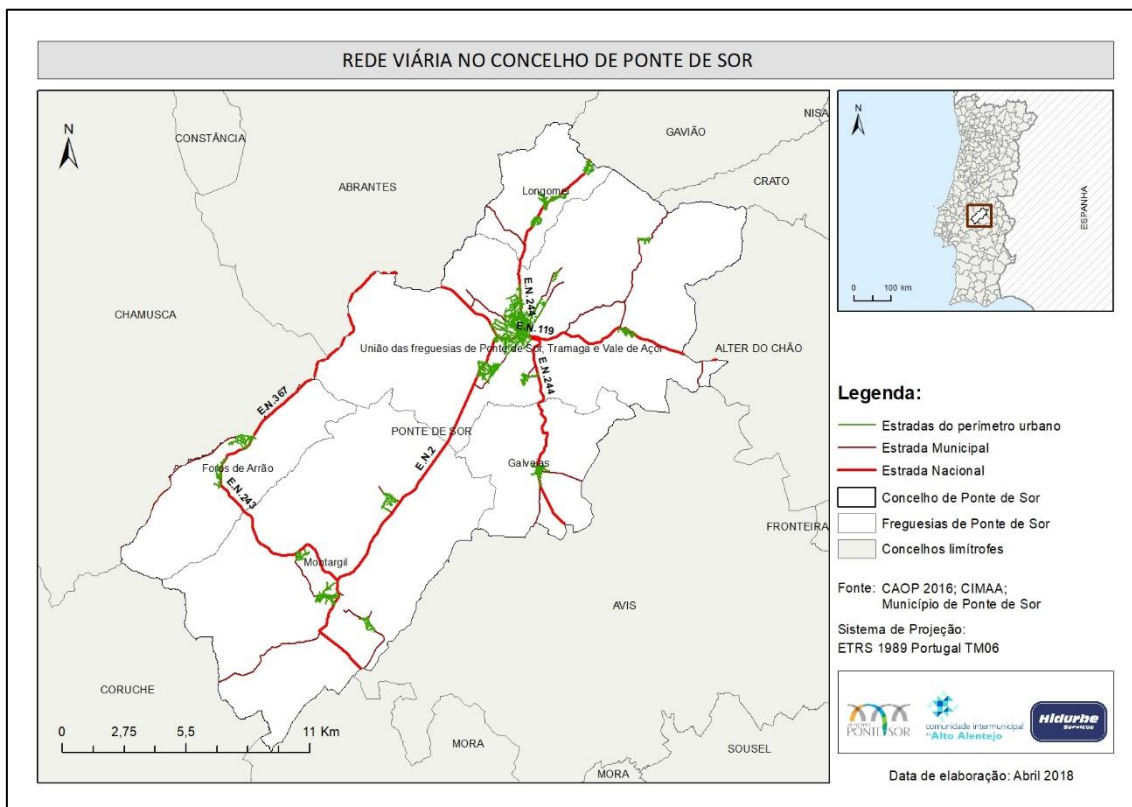 REDE VIÁRIA NO CONCELHO DE PONTE DE SOR
N
CONSTÂNCIA
ABRANTES
GAVIÃO
NISA
CRATO
CHAMUSCA
Longomel
E.N.244
E.N.119
União das freguesias de Ponte de Sor, Tramaga e Vale de Açor
ALTER DO CHÃO
E.N.244
E.N.367
PONTE DE SOR
E.N.2
Galveias
Foros de Arrão
E.N.243
FRONTEIRA
Montargil
AVIS
CORUCHE
0 2,75 5,5 11 Km
MORA
SOUSEL
MORA
N
ESPANHA
0 100 km
Legenda:
Estradas do perímetro urbano
Estrada Municipal
Estrada Nacional
Concelho de Ponte de Sor
Freguesias de Ponte de Sor
Concelhos limítrofes
Fonte: CAOP 2016; CIMAA;
Município de Ponte de Sor
Sistema de Projeção:
ETRS 1989 Portugal TM06
MUNICÍPIO
PONTE SOR
comunidade intermunicipal
do Alto Alentejo
Hidurbe
Serviços
Data de elaboração: Abril 2018